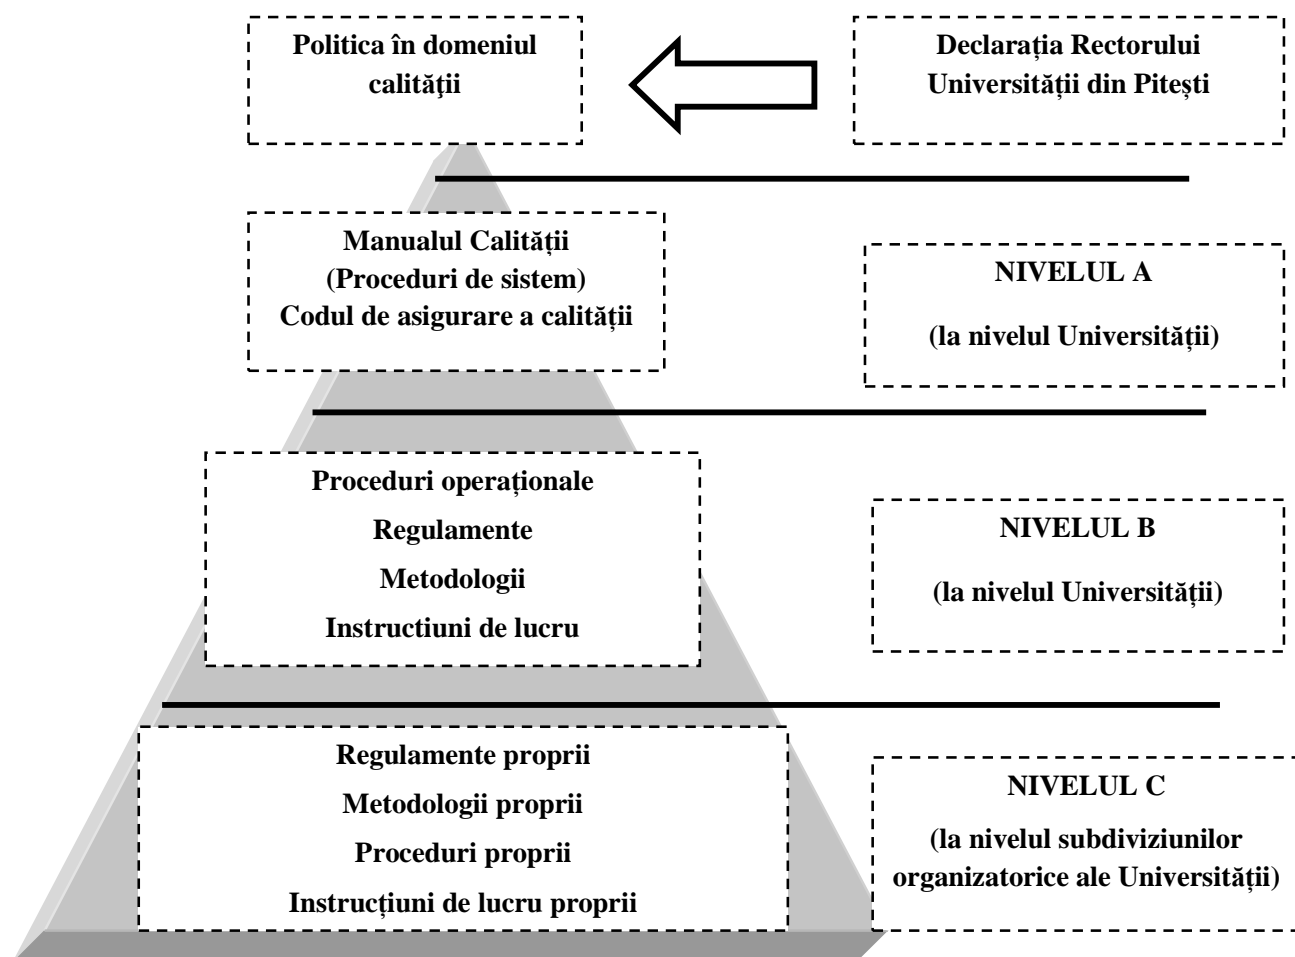 Politica în domeniul
calităţii
Declarația Rectorului
Universității din Pitești
Manualul Calității
(Proceduri de sistem)
Codul de asigurare a calității
NIVELUL A
(la nivelul Universității)
Proceduri operaționale
Regulamente
Metodologii
Instructiuni de lucru
NIVELUL B
(la nivelul Universității)
Regulamente proprii
Metodologii proprii
Proceduri proprii
Instrucțiuni de lucru proprii
NIVELUL C
(la nivelul subdiviziunilor
organizatorice ale Universității)